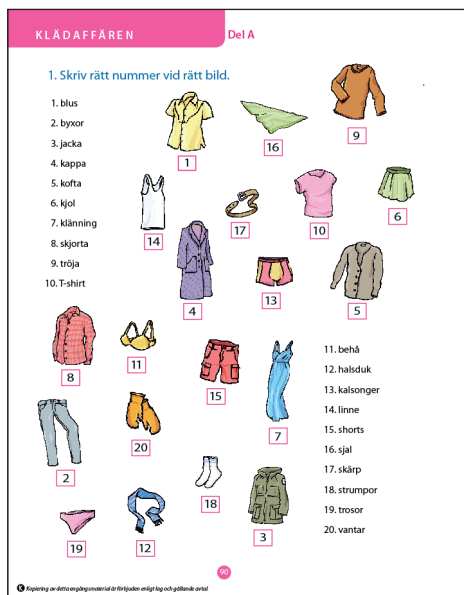 KLÄDAFFÄREN
Del A
1. Skriv rätt nummer vid rätt bild.
1. blus
2. byxor
3. jacka
4. kappa
5. kofta
6. kjol
7. klänning
8. skjorta
9. tröja
10. T-shirt
1
16
9
14
17
10
6
4
13
5
8
11
15
7
2
20
18
3
19
12
11. behå
12. halsduk
13. kalsonger
14. linne
15. shorts
16. sjal
17. skärp
18. strumpor
19. trosor
20. vantar
90
K Kopiering av detta engångsmaterial är förbjuden enligt lag och gällande avtal.